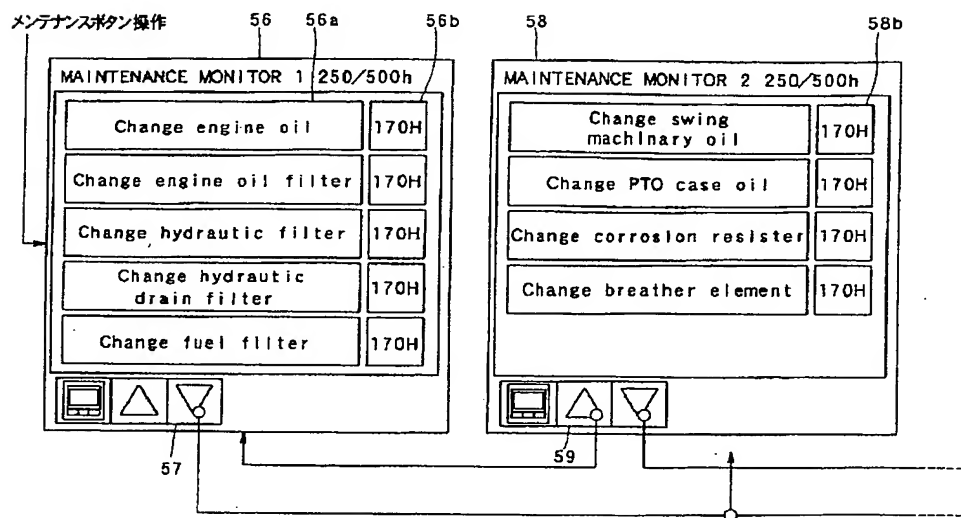 メンテナンスボタン操作
56
56a
56b
58
58b
MAINTENANCE MONITOR 1 250/500h
Change engine oil
170H
Change engine oil filter
170H
Change hydrautic filter
170H
Change hydrautic
drain filter
170H
Change fuel filter
170H
57
MAINTENANCE MONITOR 2 250/500h
Change swing
machinary oil
170H
Change PTO case oil
170H
Change corrosion resister
170H
Change breather element
170H
59